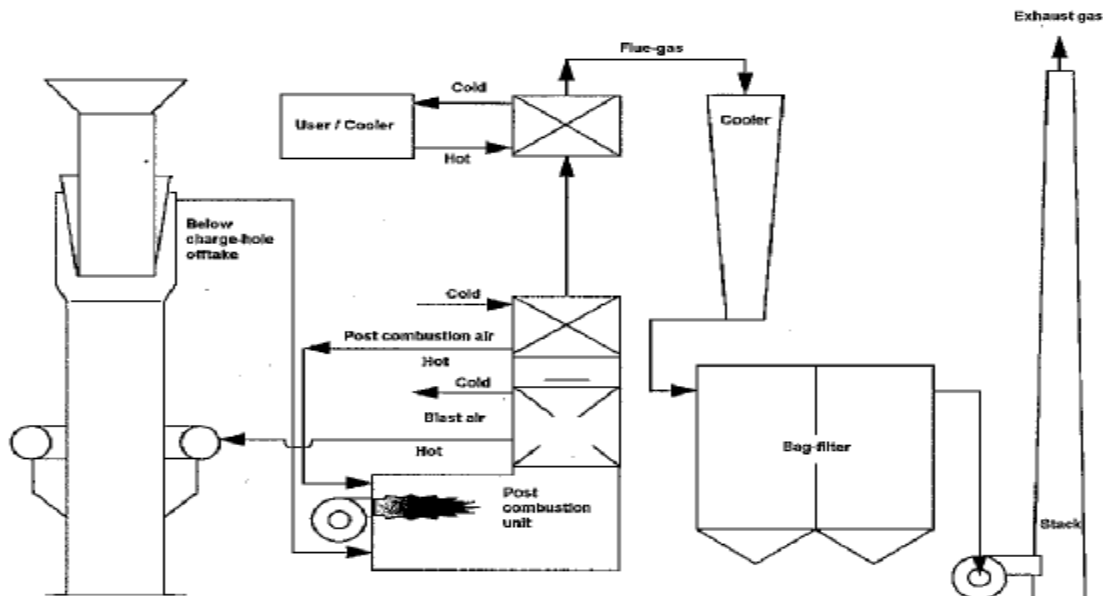 Exhaust gas
Flue-gas
Cold
User / Cooler
Hot
Cooler
Below
charge-hole
offtake
Cold
Post combustion air
Hot
Cold
Blast air
Hot
Bag-filter
Post
combustion
unit
Stack